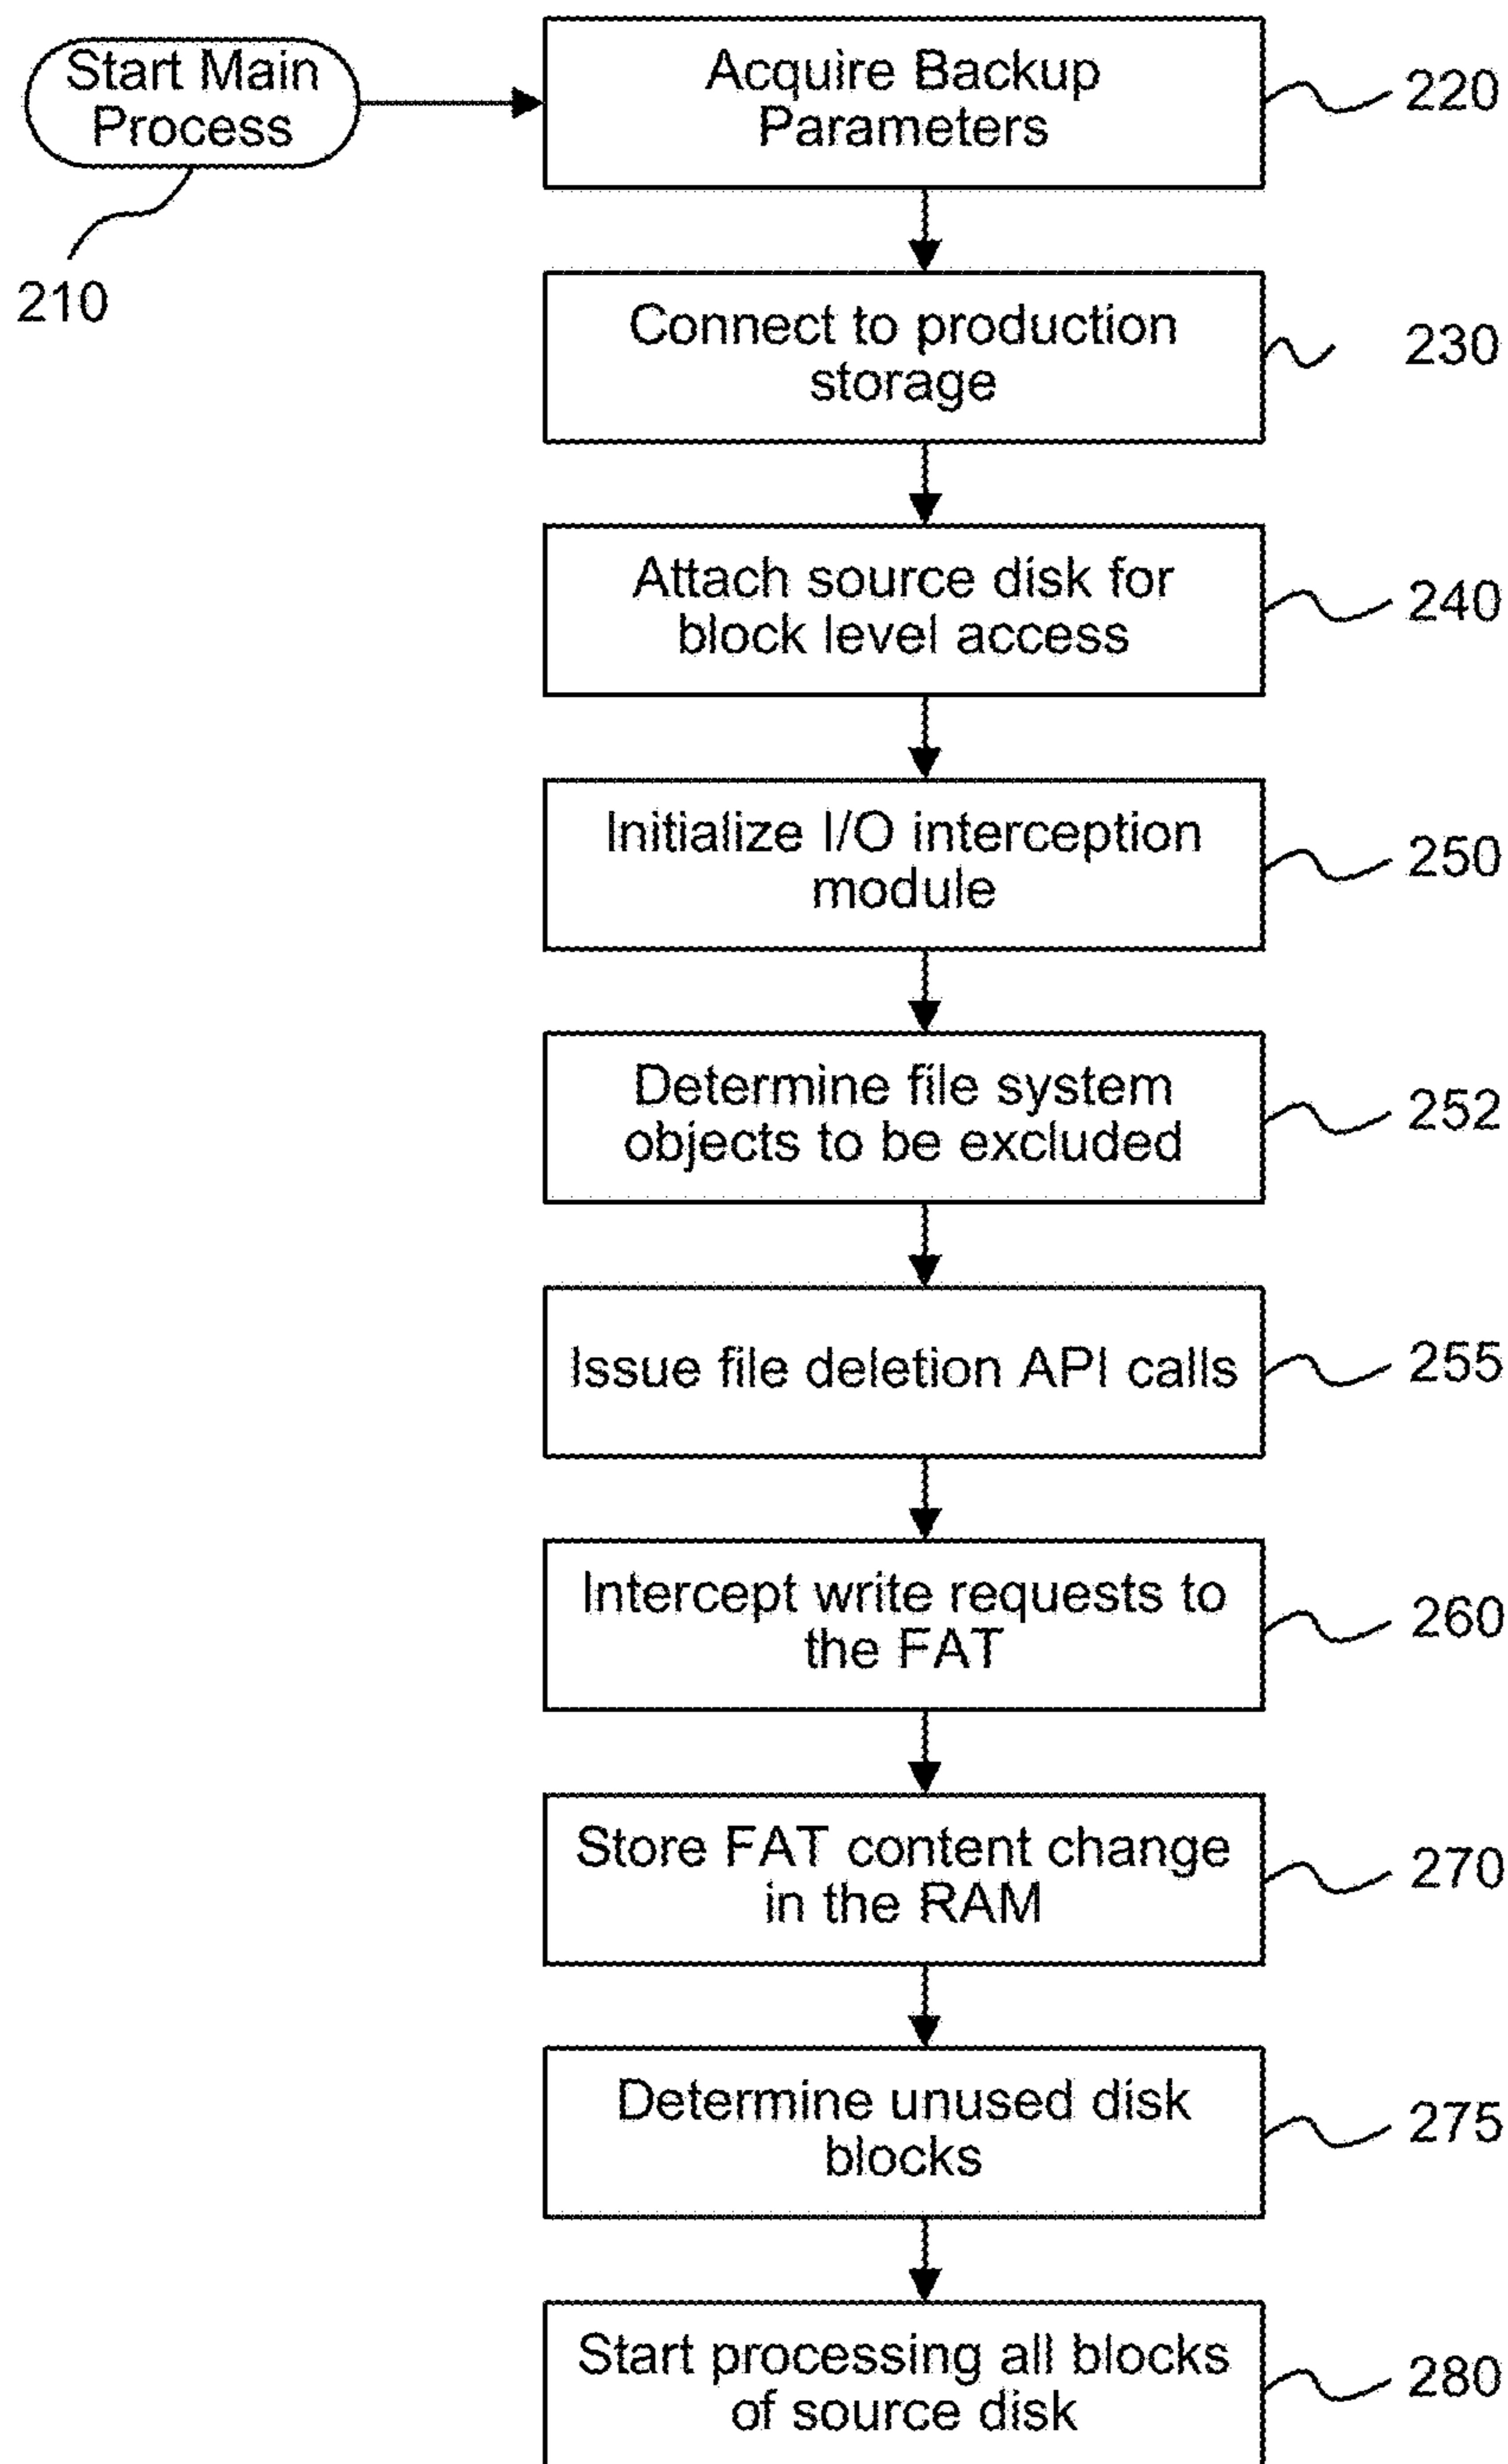 Start Main
Process
210
Acquire Backup
Parameters
220
Connect to production
storage
230
Attach source disk for
block level access
240
Initialize I/O interception
module
250
Determine file system
objects to be excluded
252
Issue file deletion API calls
255
Intercept write requests to
the FAT
260
Store FAT content change
in the RAM
270
Determine unused disk
blocks
275
Start processing all blocks
of source disk
280